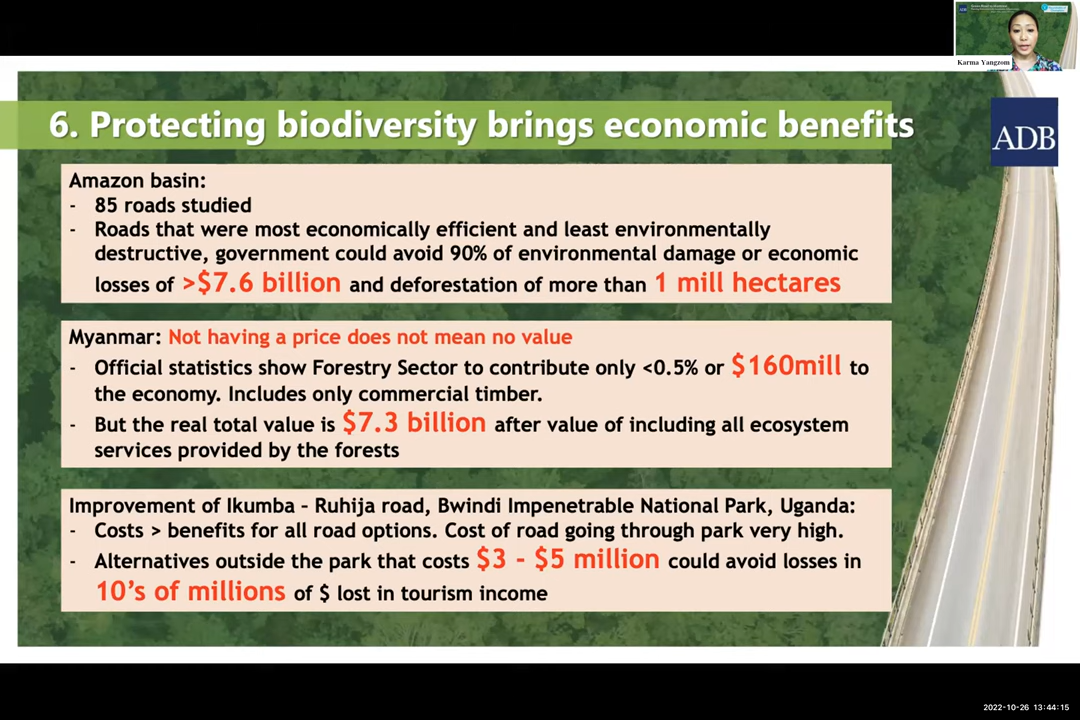 Karma Yangzom
6. Protecting biodiversity brings economic benefits
ADB
Amazon basin:
- 85 roads studied
- Roads that were most economically efficient and least environmentally
destructive, government could avoid 90% of environmental damage or economic
losses of >$7.6 billion and deforestation of more than 1 mill hectares
Myanmar: Not having a price does not mean no value
- Official statistics show Forestry Sector to contribute only <0.5% or $160mill to
the economy. Includes only commercial timber.
- But the real total value is $7.3 billion after value of including all ecosystem
services provided by the forests
Improvement of Ikumba – Ruhija road, Bwindi Impenetrable National Park, Uganda:
- Costs > benefits for all road options. Cost of road going through park very high.
- Alternatives outside the park that costs $3 - $5 million could avoid losses in
10’s of millions of $ lost in tourism income
2022-10-26 13:44:15